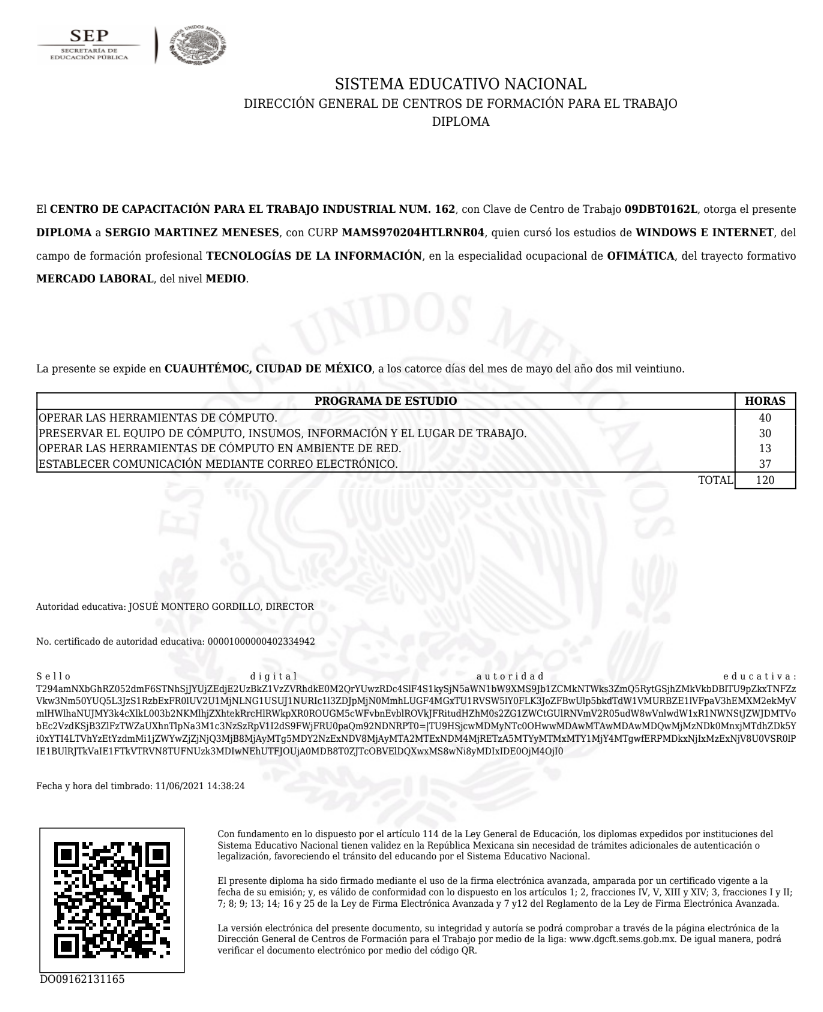 SEP
SECRETARÍA DE
EDUCACIÓN PÚBLICA
SISTEMA EDUCATIVO NACIONAL
DIRECCIÓN GENERAL DE CENTROS DE FORMACIÓN PARA EL TRABAJO
DIPLOMA
El CENTRO DE CAPACITACIÓN PARA EL TRABAJO INDUSTRIAL NUM. 162, con Clave de Centro de Trabajo 09DBT0162L, otorga el presente
DIPLOMA a SERGIO MARTINEZ MENESES, con CURP MAMS970204HTLRNR04, quien cursó los estudios de WINDOWS E INTERNET, del
campo de formación profesional TECNOLOGÍAS DE LA INFORMACIÓN, en la especialidad ocupacional de OFIMÁTICA, del trayecto formativo
MERCADO LABORAL, del nivel MEDIO.
La presente se expide en CUAUHTÉMOC, CIUDAD DE MÉXICO, a los catorce días del mes de mayo del año dos mil veintiuno.
PROGRAMA DE ESTUDIO HORAS
OPERAR LAS HERRAMIENTAS DE CÓMPUTO. 40
PRESERVAR EL EQUIPO DE CÓMPUTO, INSUMOS, INFORMACIÓN Y EL LUGAR DE TRABAJO. 30
OPERAR LAS HERRAMIENTAS DE CÓMPUTO EN AMBIENTE DE RED. 13
ESTABLECER COMUNICACIÓN MEDIANTE CORREO ELECTRÓNICO. 37
TOTAL 120
Autoridad educativa: JOSUÉ MONTERO GORDILLO, DIRECTOR
No. certificado de autoridad educativa: 00001000000402334942
Sello digital autoridad educativa:
Fecha y hora del timbrado: 11/06/2021 14:38:24
Con fundamento en lo dispuesto por el artículo 114 de la Ley General de Educación, los diplomas expedidos por instituciones del
Sistema Educativo Nacional tienen validez en la República Mexicana sin necesidad de trámites adicionales de autenticación o
legalización, favoreciendo el tránsito del educando por el Sistema Educativo Nacional.
El presente diploma ha sido firmado mediante el uso de la firma electrónica avanzada, amparada por un certificado vigente a la
fecha de su emisión; y, es válido de conformidad con lo dispuesto en los artículos 1; 2, fracciones IV, V, XIII y XIV; 3, fracciones I y II;
7; 8; 9; 13; 14; 16 y 25 de la Ley de Firma Electrónica Avanzada y 7 y12 del Reglamento de la Ley de Firma Electrónica Avanzada.
La versión electrónica del presente documento, su integridad y autoría se podrá comprobar a través de la página electrónica de la
Dirección General de Centros de Formación para el Trabajo por medio de la liga: www.dgcft.sems.gob.mx. De igual manera, podrá
verificar el documento electrónico por medio del código QR.
DO09162131165